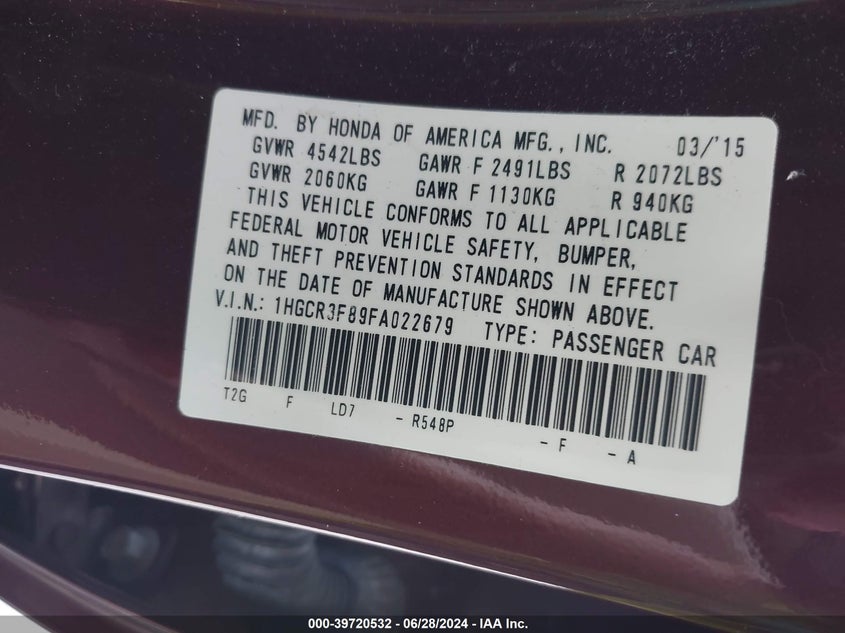 MFD. BY HONDA OF AMERICA MFG., INC. 03/'15
GVWR 4542LBS GAWR F 2491LBS R 2072LBS
GVWR 2060KG GAWR F 1130KG R 940KG
THIS VEHICLE CONFORMS TO ALL APPLICABLE
FEDERAL MOTOR VEHICLE SAFETY, BUMPER,
AND THEFT PREVENTION STANDARDS IN EFFECT
ON THE DATE OF MANUFACTURE SHOWN ABOVE.
V.I.N.: 1HGCR3F89FA022679 TYPE: PASSENGER CAR
T2G F LD7 - R548P - F - A
000-39720532 - 06/28/2024 - IAA Inc.